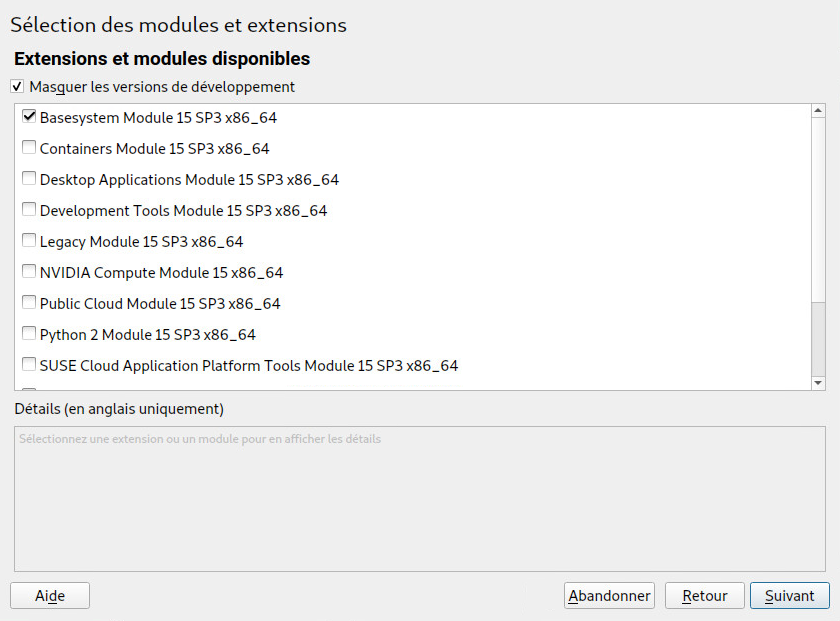 Sélection des modules et extensions
Extensions et modules disponibles
Masquer les versions de développement
Basesystem Module 15 SP3 x86_64
Containers Module 15 SP3 x86_64
Desktop Applications Module 15 SP3 x86_64
Development Tools Module 15 SP3 x86_64
Legacy Module 15 SP3 x86_64
NVIDIA Compute Module 15 x86_64
Public Cloud Module 15 SP3 x86_64
Python 2 Module 15 SP3 x86_64
SUSE Cloud Application Platform Tools Module 15 SP3 x86_64
Détails (en anglais uniquement)
Sélectionnez une extension ou un module pour en afficher les détails
Aide Abandonner Retour Suivant